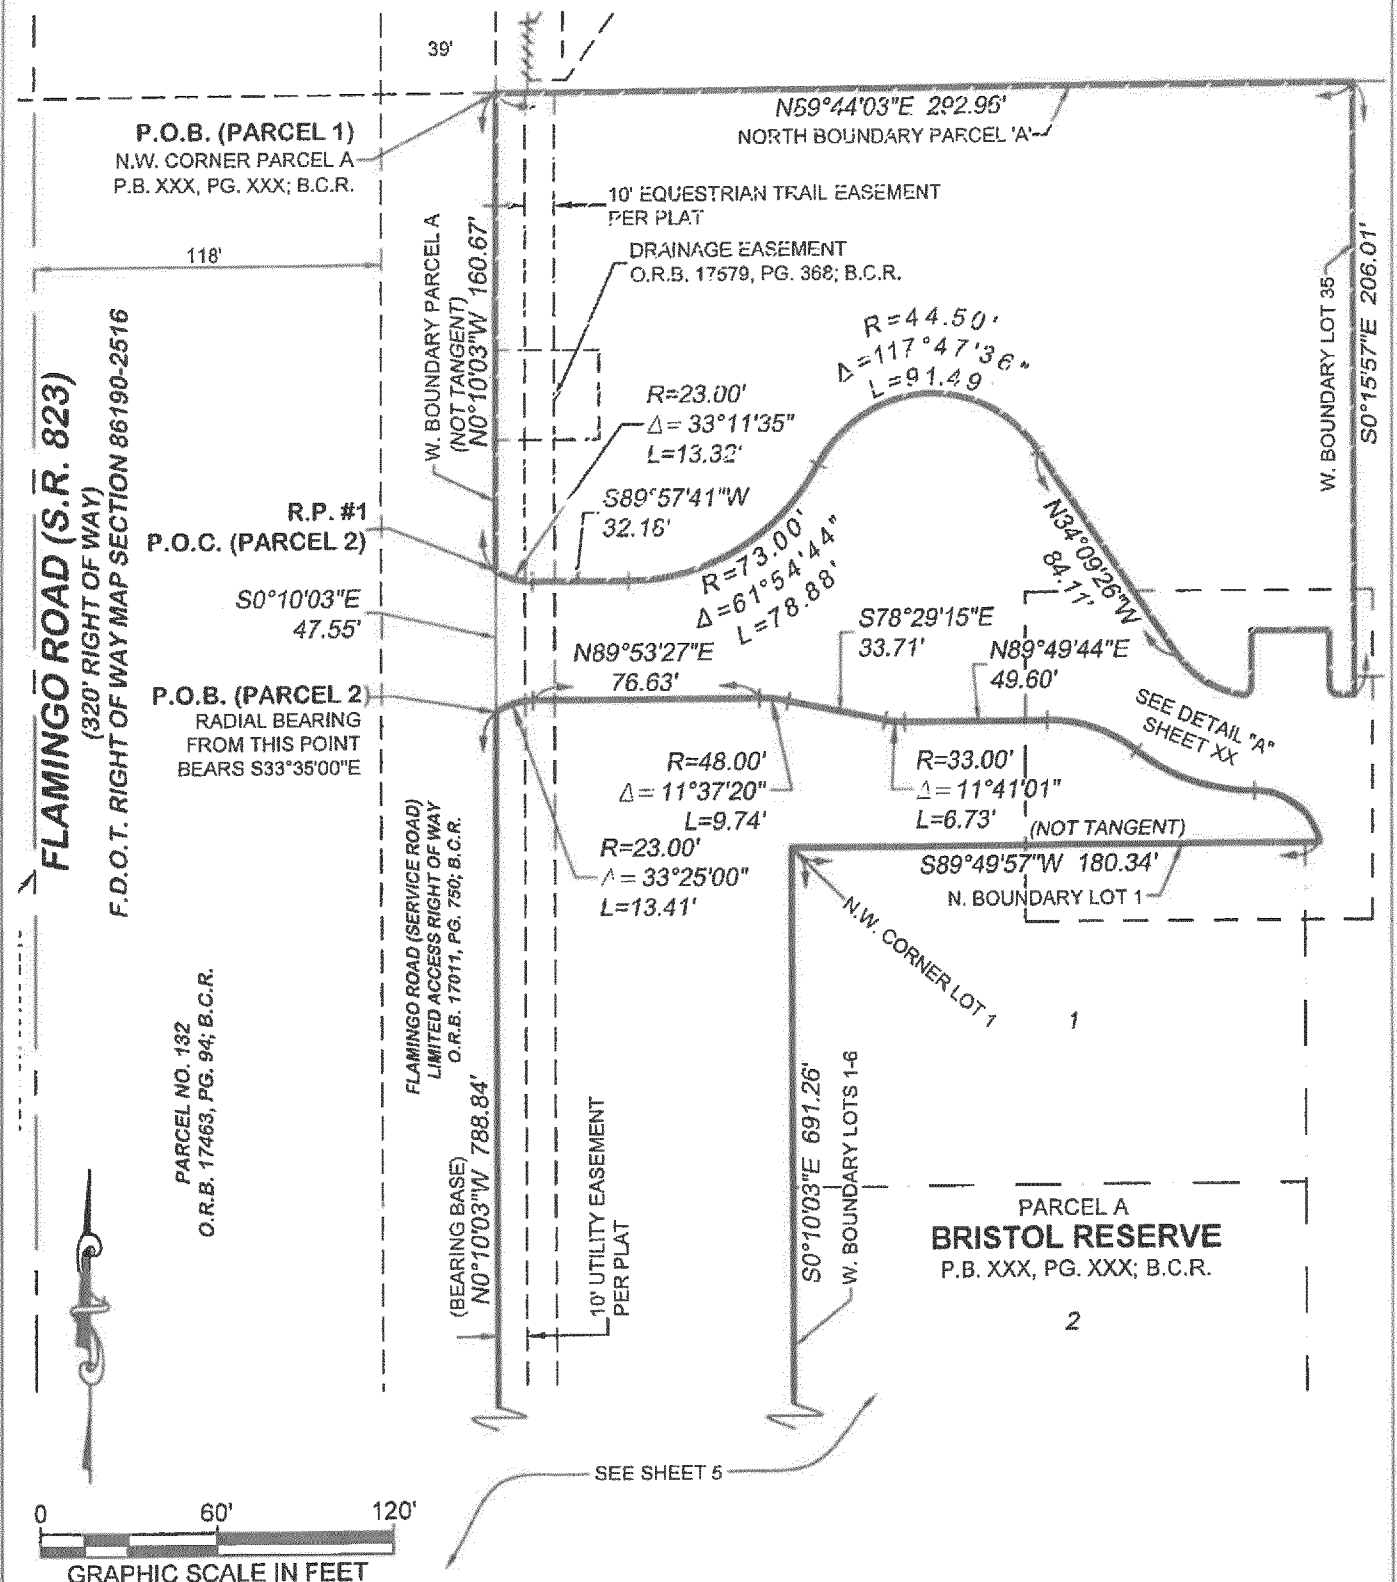 39'
N89°44'03"E 292.96'
NORTH BOUNDARY PARCEL 'A'
P.O.B. (PARCEL 1)
N.W. CORNER PARCEL A
P.B. XXX, PG. XXX; B.C.R.
10' EQUESTRIAN TRAIL EASEMENT
PER PLAT
DRAINAGE EASEMENT
O.R.B. 17579, PG. 368; B.C.R.
118'
W. BOUNDARY PARCEL A
(NOT TANGENT)
N0°10'03"W 160.67'
W. BOUNDARY LOT 35
S0°15'57"E 206.01'
R=44.50'
Δ=117°47'36"
L=91.49
R=23.00'
Δ= 33°11'35"
L=13.32'
S89°57'41"W
32.16'
FLAMINGO ROAD (S.R. 823)
(320' RIGHT OF WAY)
F.D.O.T. RIGHT OF WAY MAP SECTION 86190-2516
R.P. #1
P.O.C. (PARCEL 2)
R=73.00'
Δ=61°54'44"
L=78.88'
N34°09'26"W
84.11'
S0°10'03"E
47.55'
S78°29'15"E
33.71'
N89°53'27"E
76.63'
N89°49'44"E
49.60'
P.O.B. (PARCEL 2
RADIAL BEARING
FROM THIS POINT
BEARS S33°35'00"E
SEE DETAIL "A"
SHEET XX
R=48.00'
Δ= 11°37'20"
L=9.74'
R=33.00'
Δ= 11°41'01"
L=6.73'
(NOT TANGENT)
R=23.00'
Δ= 33°25'00"
L=13.41'
S89°49'57"W 180.34'
N. BOUNDARY LOT 1
FLAMINGO ROAD (SERVICE ROAD)
LIMITED ACCESS RIGHT OF WAY
O.R.B. 17011, PG. 750; B.C.R.
N.W. CORNER LOT 1
1
PARCEL NO. 132
O.R.B. 17463, PG. 94; B.C.R.
(BEARING BASE)
N0°10'03"W 788.84'
10' UTILITY EASEMENT
PER PLAT
S0°10'03"E 691.26'
W. BOUNDARY LOTS 1-6
PARCEL A
BRISTOL RESERVE
P.B. XXX, PG. XXX; B.C.R.
2
SEE SHEET 5
0 60' 120'
GRAPHIC SCALE IN FEET